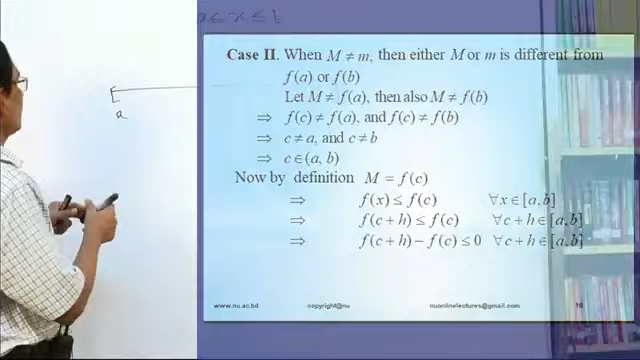 ≤ x ≤ b
a
Case II. When M ≠ m, then either M or m is different from
f(a) or f(b)
Let M ≠ f(a), then also M ≠ f(b)
⇒ f(c) ≠ f(a), and f(c) ≠ f(b)
⇒ c ≠ a, and c ≠ b
⇒ c ∈ (a, b)
Now by definition M = f(c)
⇒ f(x) ≤ f(c) ∀x ∈ [a, b]
⇒ f(c + h) ≤ f(c) ∀c + h ∈ [a, b]
⇒ f(c + h) − f(c) ≤ 0 ∀c + h ∈ [a, b]
www.nu.ac.bd copyright@nu nuonlinelectures@gmail.com